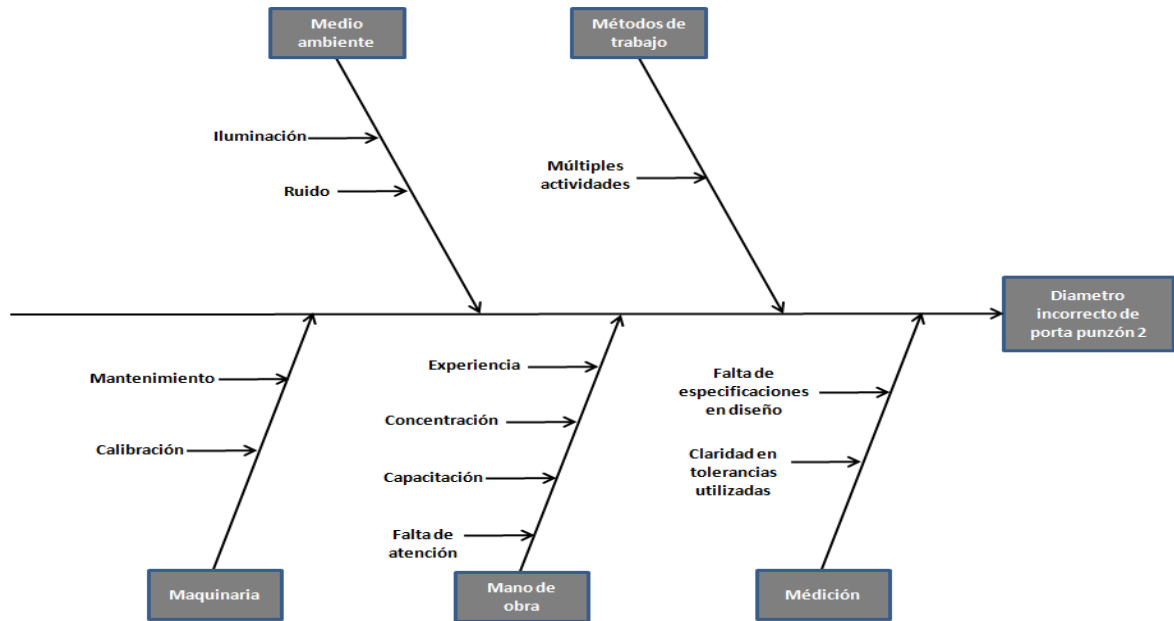 Medio
ambiente
Métodos de
trabajo
Iluminación
Ruido
Múltiples
actividades
Diametro
incorrecto de
porta punzón 2
Mantenimiento
Calibración
Experiencia
Concentración
Capacitación
Falta de
atención
Falta de
especificaciones
en diseño
Claridad en
tolerancias
utilizadas
Maquinaria
Mano de
obra
Médición